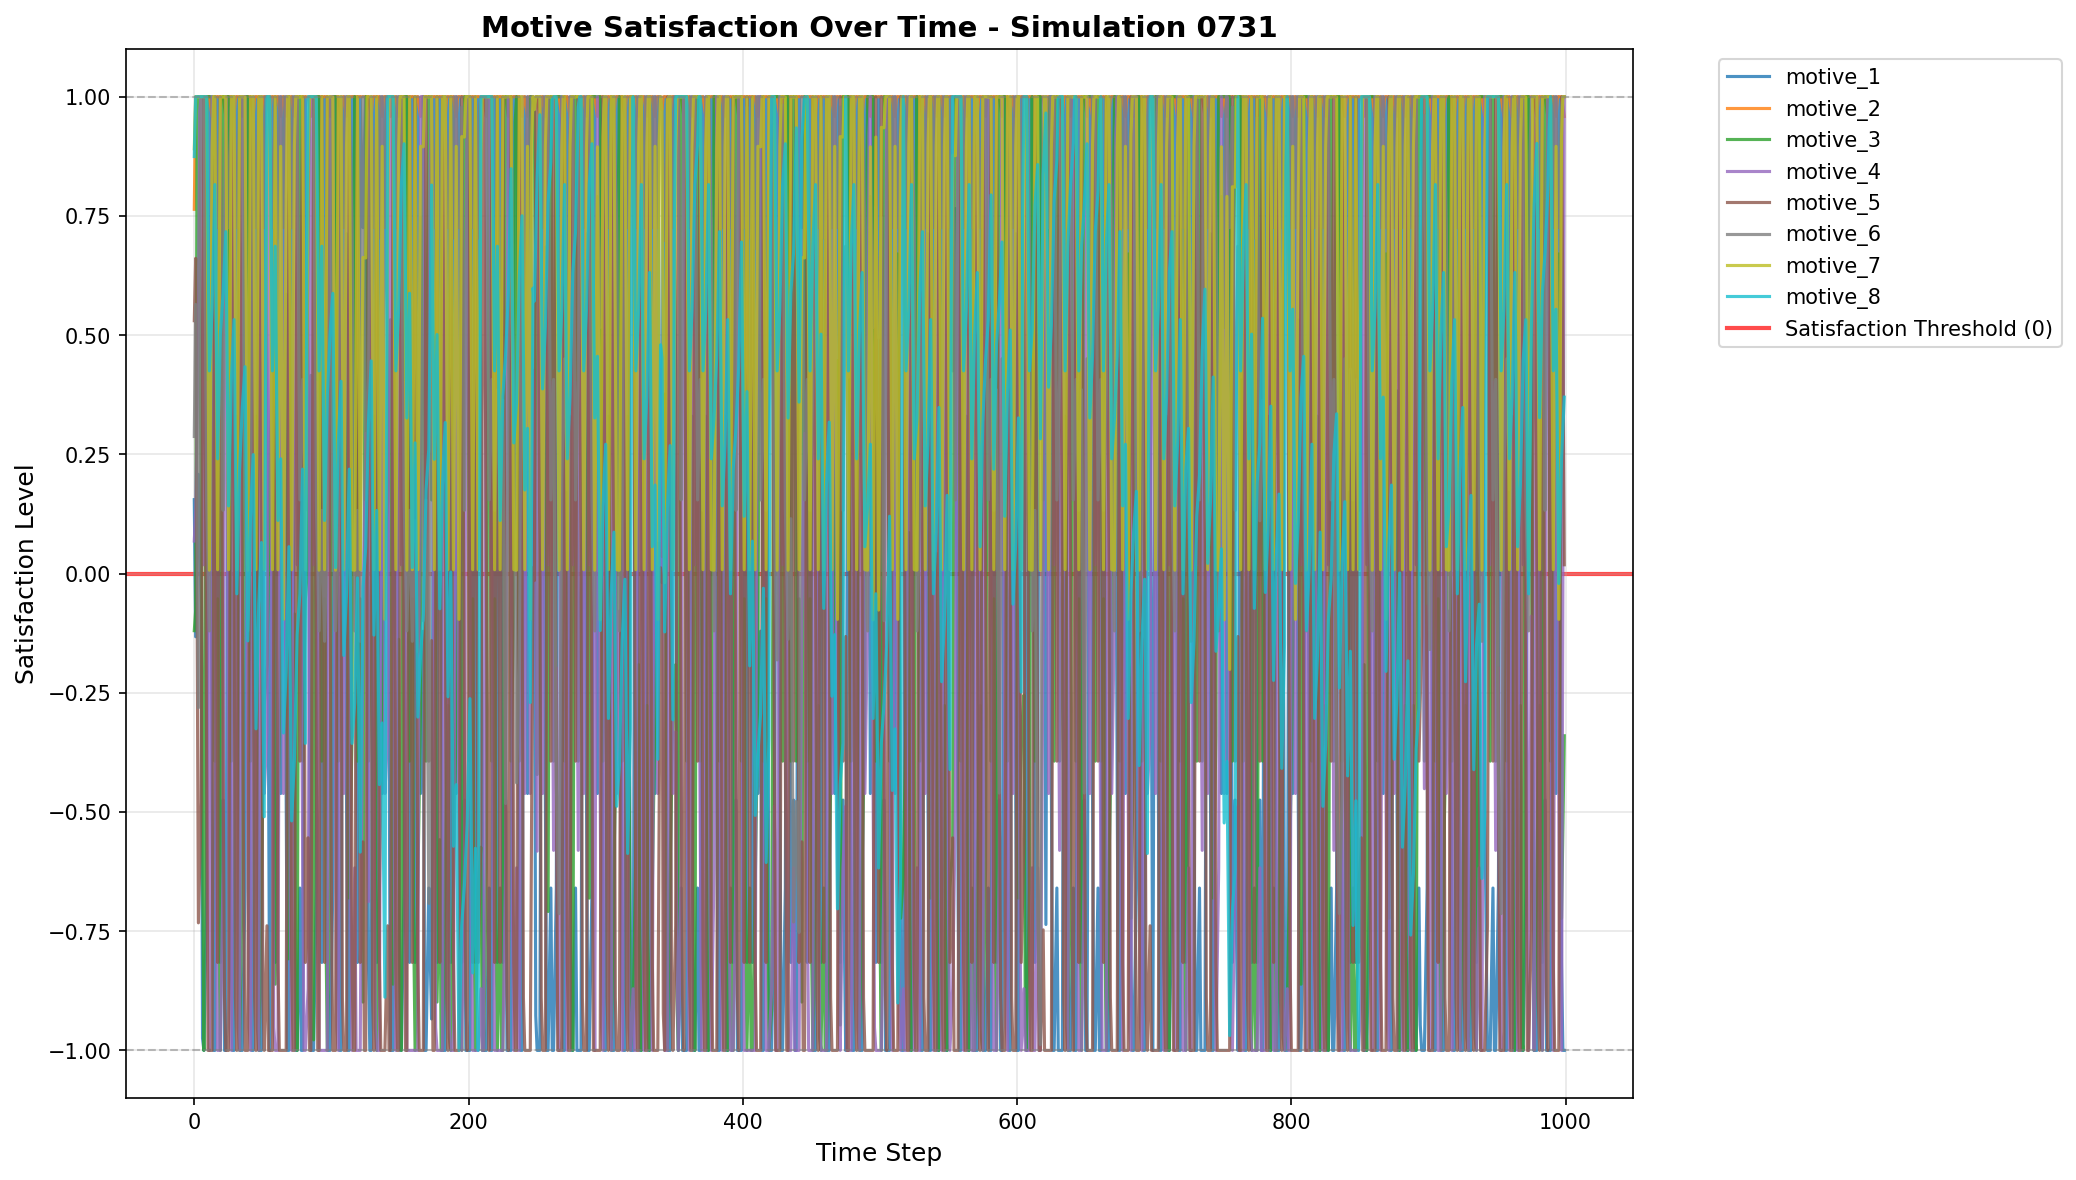 Motive Satisfaction Over Time - Simulation 0731
1.00
0.75
0.50
0.25
0.00
−0.25
−0.50
−0.75
−1.00
Satisfaction Level
0
200
400
600
800
1000
Time Step
motive_1
motive_2
motive_3
motive_4
motive_5
motive_6
motive_7
motive_8
Satisfaction Threshold (0)